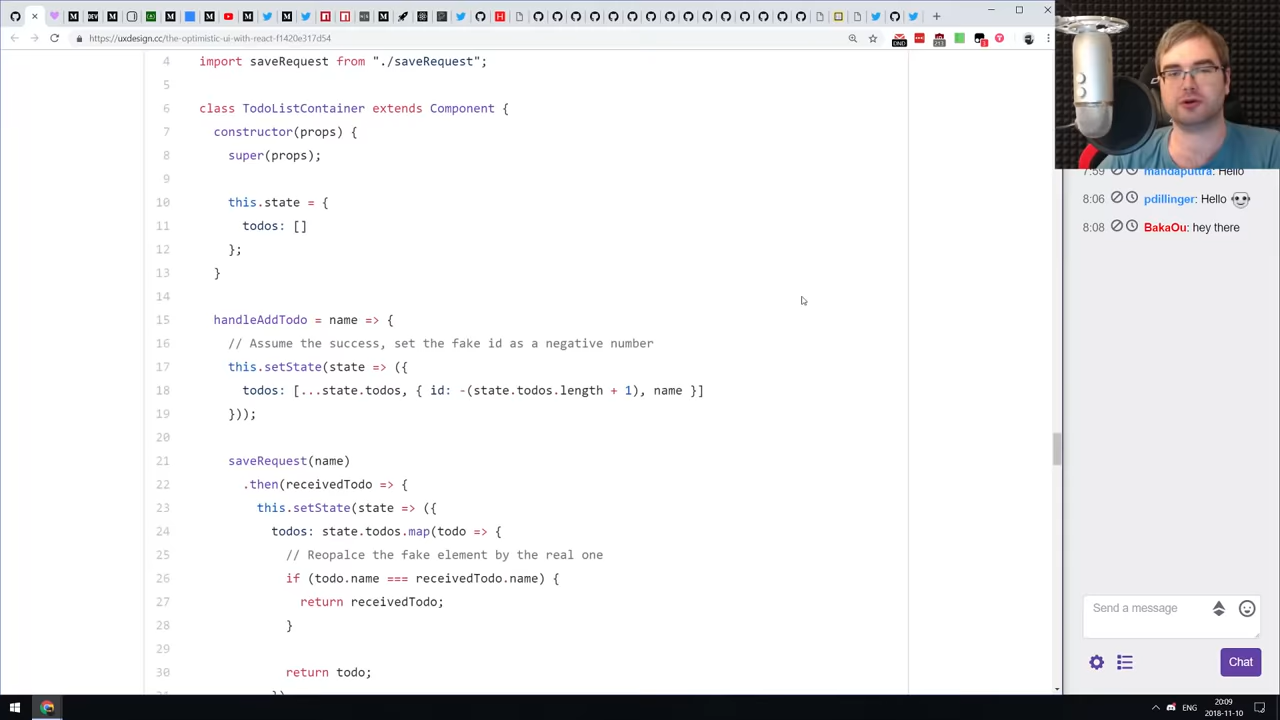 https://uxdesign.cc/the-optimistic-ui-with-react-f1420e317d54
4 import saveRequest from "./saveRequest";
5
6 class TodoListContainer extends Component {
7 constructor(props) {
8 super(props);
9
10 this.state = {
11 todos: []
12 };
13 }
14
15 handleAddTodo = name => {
16 // Assume the success, set the fake id as a negative number
17 this.setState(state => ({
18 todos: [...state.todos, { id: -(state.todos.length + 1), name }]
19 }));
20
21 saveRequest(name)
22 .then(receivedTodo => {
23 this.setState(state => ({
24 todos: state.todos.map(todo => {
25 // Reopalce the fake element by the real one
26 if (todo.name === receivedTodo.name) {
27 return receivedTodo;
28 }
29
30 return todo;
7:59 mandaputtra: Hello
8:06 pdillinger: Hello
8:08 BakaOu: hey there
Send a message
Chat
ENG
20:09
2018-11-10